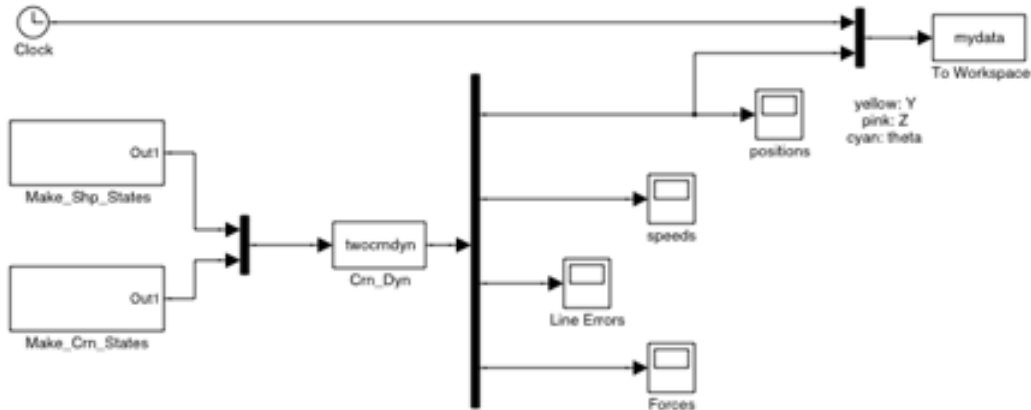 Clock
mydata
To Workspace
yellow: Y
pink: Z
cyan: theta
positions
Out1
Make_Shp_States
speeds
twocrndyn
Crn_Dyn
Out1
Make_Crn_States
Line Errors
Forces